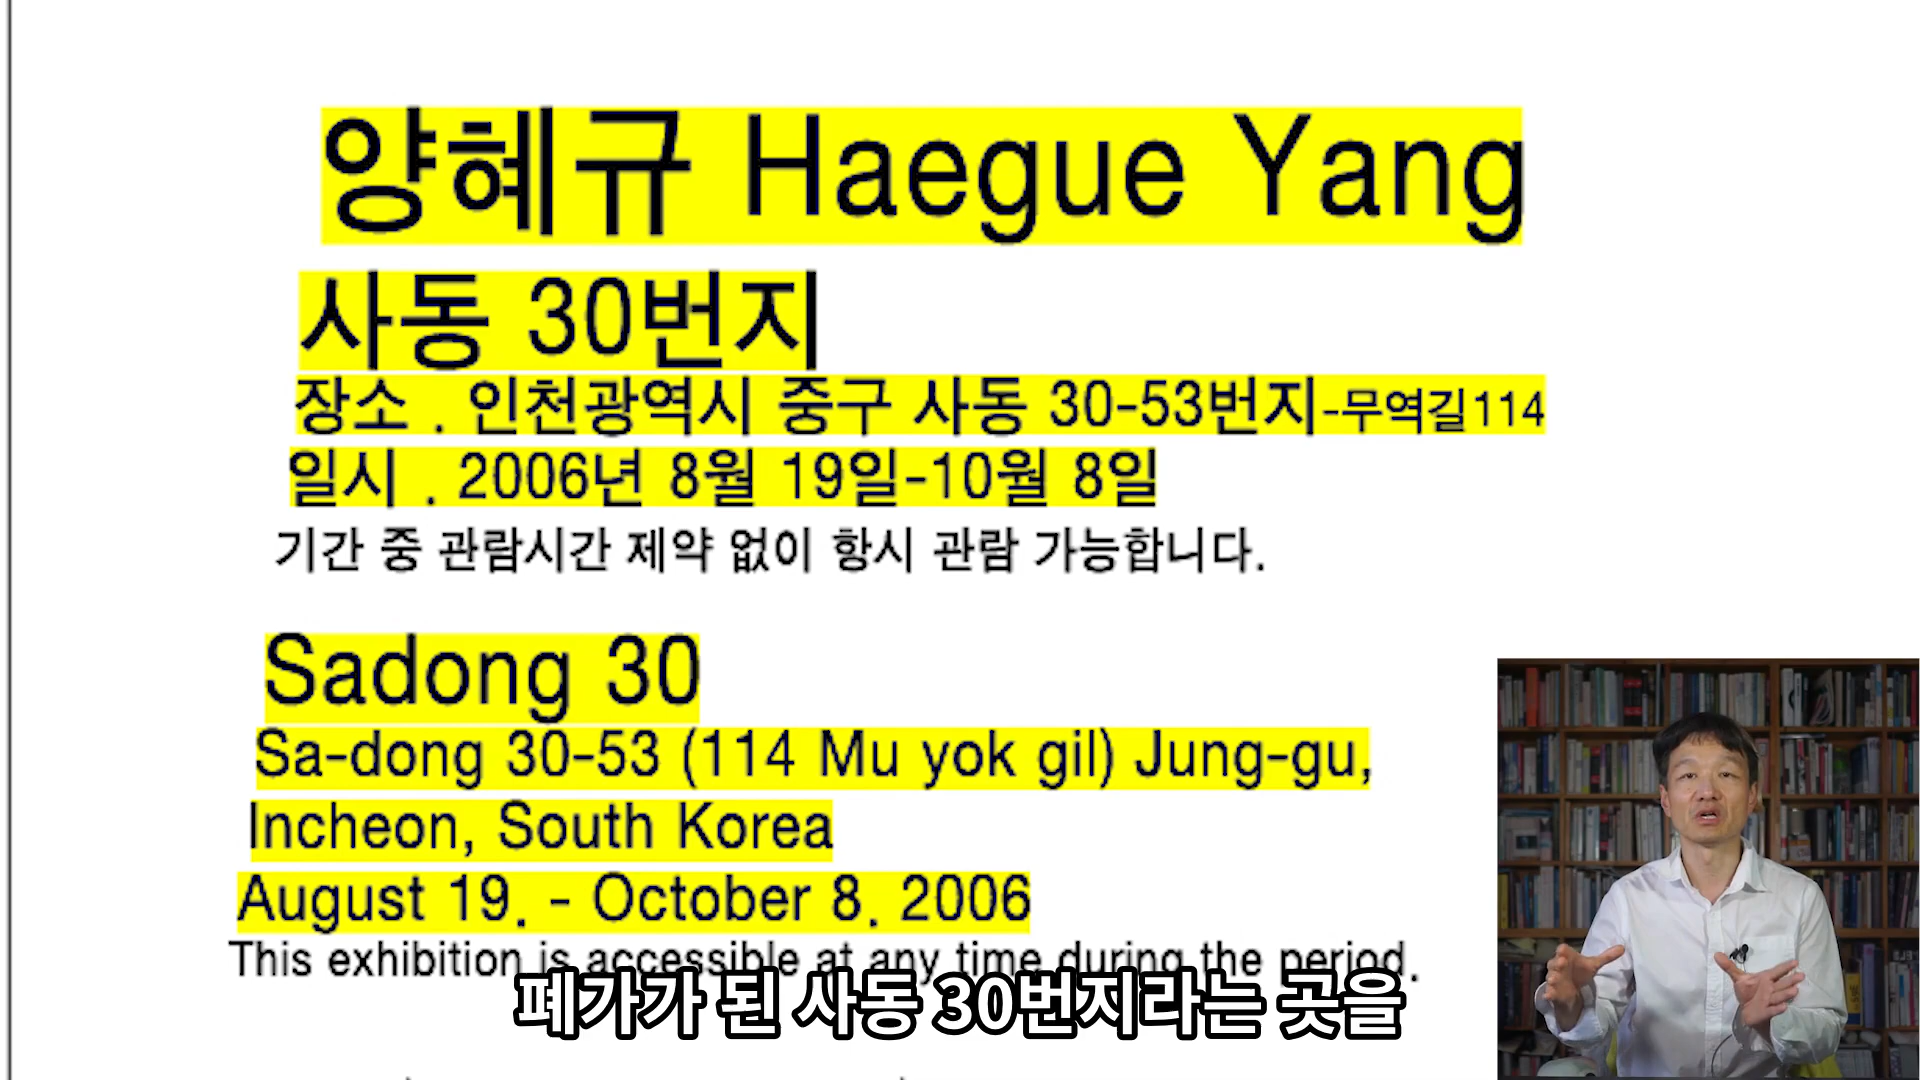 양혜규 Haegue Yang
사동 30번지
장소 . 인천광역시 중구 사동 30-53번지-무역길114
일시 . 2006년 8월 19일-10월 8일
기간 중 관람시간 제약 없이 항시 관람 가능합니다.
Sadong 30
Sa-dong 30-53 (114 Mu yok gil) Jung-gu,
Incheon, South Korea
August 19. - October 8. 2006
This exhibition is accessible at any time during the period.
폐가가 된 사동 30번지라는 곳을